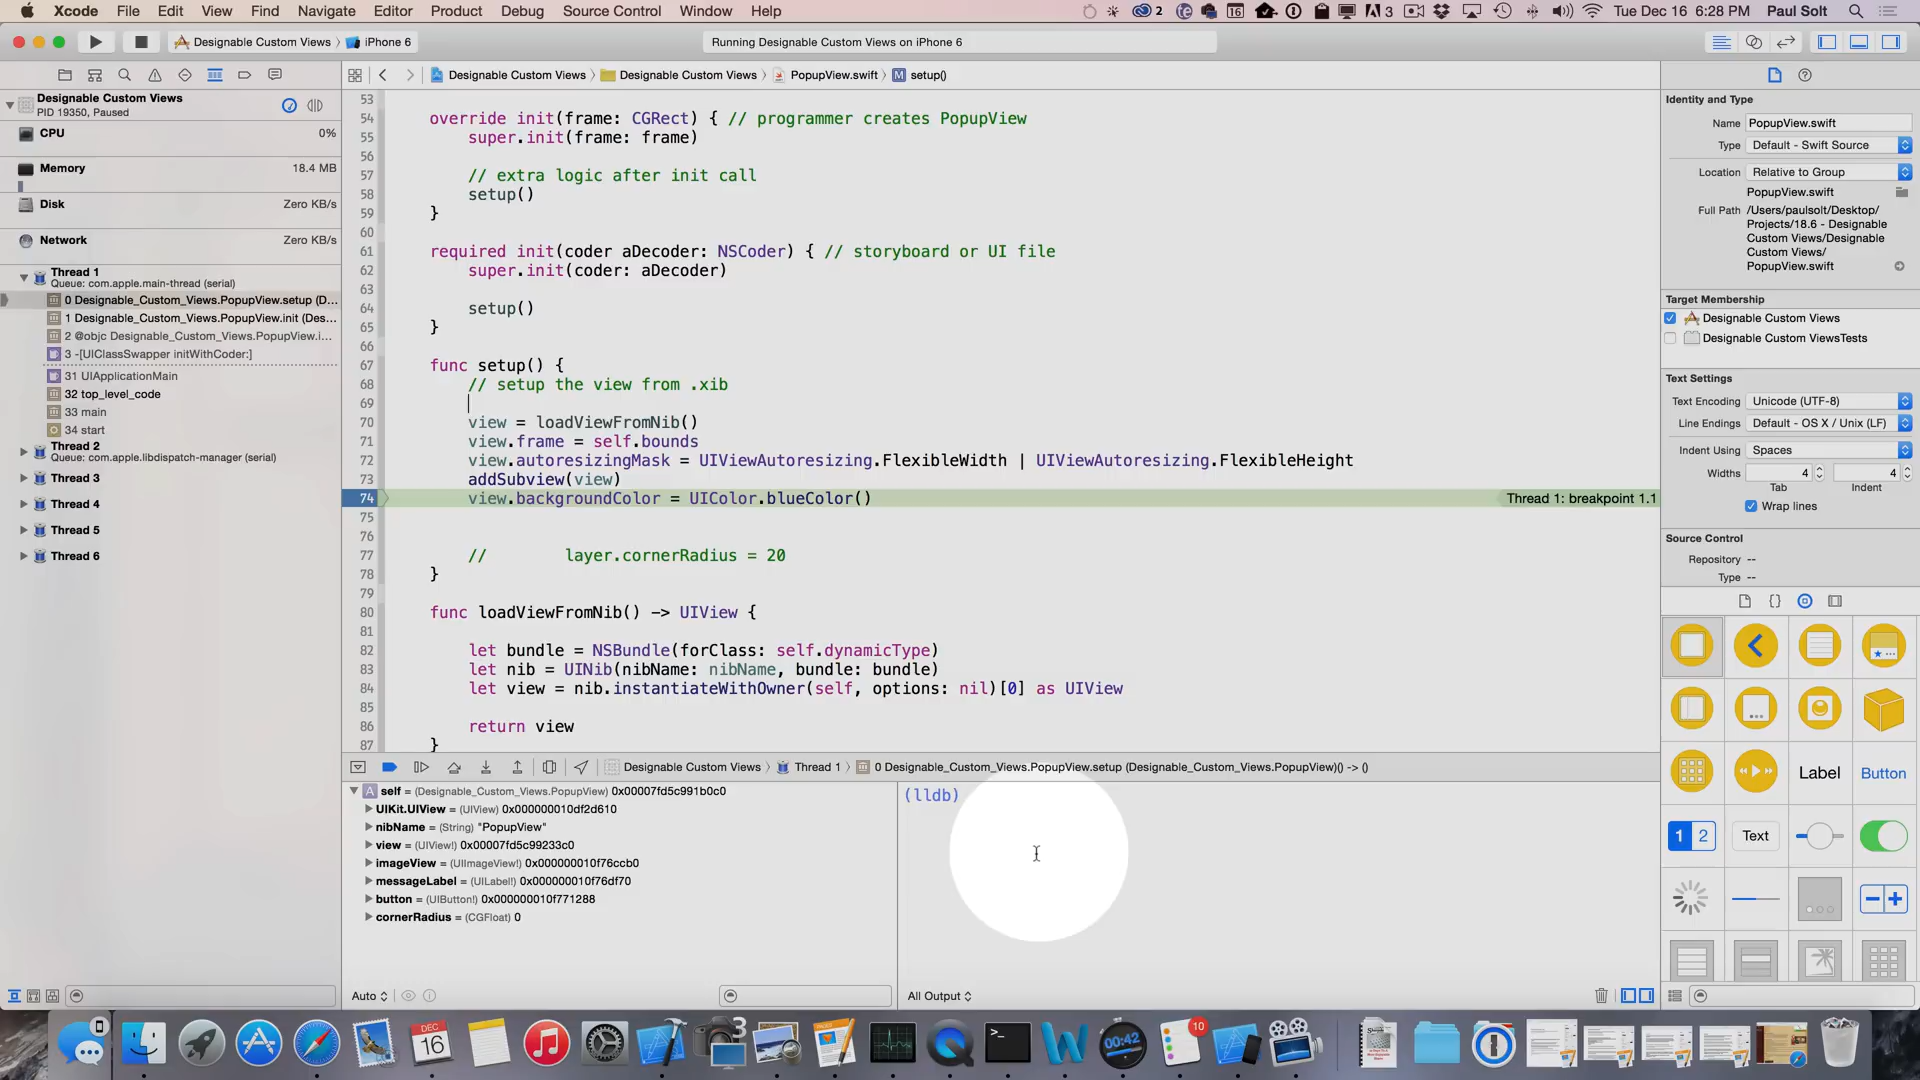 Xcode File Edit View Find Navigate Editor Product Debug Source Control Window Help
2 16 3 Tue Dec 16 6:28 PM Paul Solt
Designable Custom Views iPhone 6
Running Designable Custom Views on iPhone 6
Designable Custom Views Designable Custom Views PopupView.swift M setup()
Designable Custom Views
PID 19350, Paused
CPU 0%
Memory 18.4 MB
Disk Zero KB/s
Network Zero KB/s
Thread 1
Queue: com.apple.main-thread (serial)
0 Designable_Custom_Views.PopupView.setup (D...
1 Designable_Custom_Views.PopupView.init (Des...
2 @objc Designable_Custom_Views.PopupView.i...
3 -[UIClassSwapper initWithCoder:]
31 UIApplicationMain
32 top_level_code
33 main
34 start
Thread 2
Queue: com.apple.libdispatch-manager (serial)
Thread 3
Thread 4
Thread 5
Thread 6
53
54 override init(frame: CGRect) { // programmer creates PopupView
55 super.init(frame: frame)
56
57 // extra logic after init call
58 setup()
59 }
60
61 required init(coder aDecoder: NSCoder) { // storyboard or UI file
62 super.init(coder: aDecoder)
63
64 setup()
65 }
66
67 func setup() {
68 // setup the view from .xib
69
70 view = loadViewFromNib()
71 view.frame = self.bounds
72 view.autoresizingMask = UIViewAutoresizing.FlexibleWidth | UIViewAutoresizing.FlexibleHeight
73 addSubview(view)
74 view.backgroundColor = UIColor.blueColor() Thread 1: breakpoint 1.1
75
76
77 // layer.cornerRadius = 20
78 }
79
80 func loadViewFromNib() -> UIView {
81
82 let bundle = NSBundle(forClass: self.dynamicType)
83 let nib = UINib(nibName: nibName, bundle: bundle)
84 let view = nib.instantiateWithOwner(self, options: nil)[0] as UIView
85
86 return view
87 }
Designable Custom Views Thread 1 0 Designable_Custom_Views.PopupView.setup (Designable_Custom_Views.PopupView)() -> ()
A self = (Designable_Custom_Views.PopupView) 0x00007fd5c991b0c0
UIKit.UIView = (UIView) 0x000000010df2d610
nibName = (String) "PopupView"
view = (UIView!) 0x00007fd5c99233c0
imageView = (UIImageView!) 0x000000010f76ccb0
messageLabel = (UILabel!) 0x000000010f76df70
button = (UIButton!) 0x000000010f771288
cornerRadius = (CGFloat) 0
(lldb)
Auto
All Output
Identity and Type
Name PopupView.swift
Type Default - Swift Source
Location Relative to Group
PopupView.swift
Full Path /Users/paulsolt/Desktop/
Projects/18.6 - Designable
Custom Views/Designable
Custom Views/
PopupView.swift
Target Membership
Designable Custom Views
Designable Custom ViewsTests
Text Settings
Text Encoding Unicode (UTF-8)
Line Endings Default - OS X / Unix (LF)
Indent Using Spaces
Widths 4 4
Tab Indent
Wrap lines
Source Control
Repository --
Type --
Label Button
1 2 Text
DEC
16
3
00:42
10